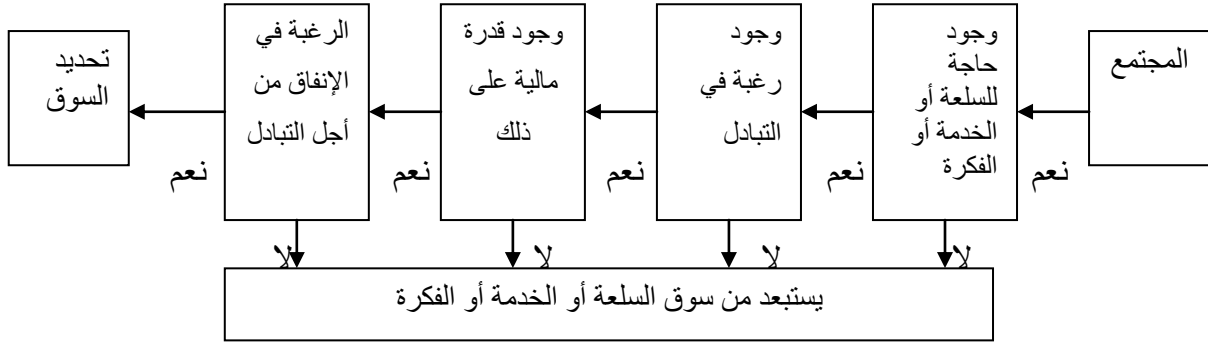 المجتمع
وجود
حاجة
للسلعة أو
الخدمة أو
الفكرة
وجود
رغبة في
التبادل
وجود قدرة
مالية على
ذلك
الرغبة في
الإنفاق من
أجل التبادل
تحديد
السوق
نعم
نعم
نعم
نعم
نعم
لا
لا
لا
لا
يستبعد من سوق السلعة أو الخدمة أو الفكرة